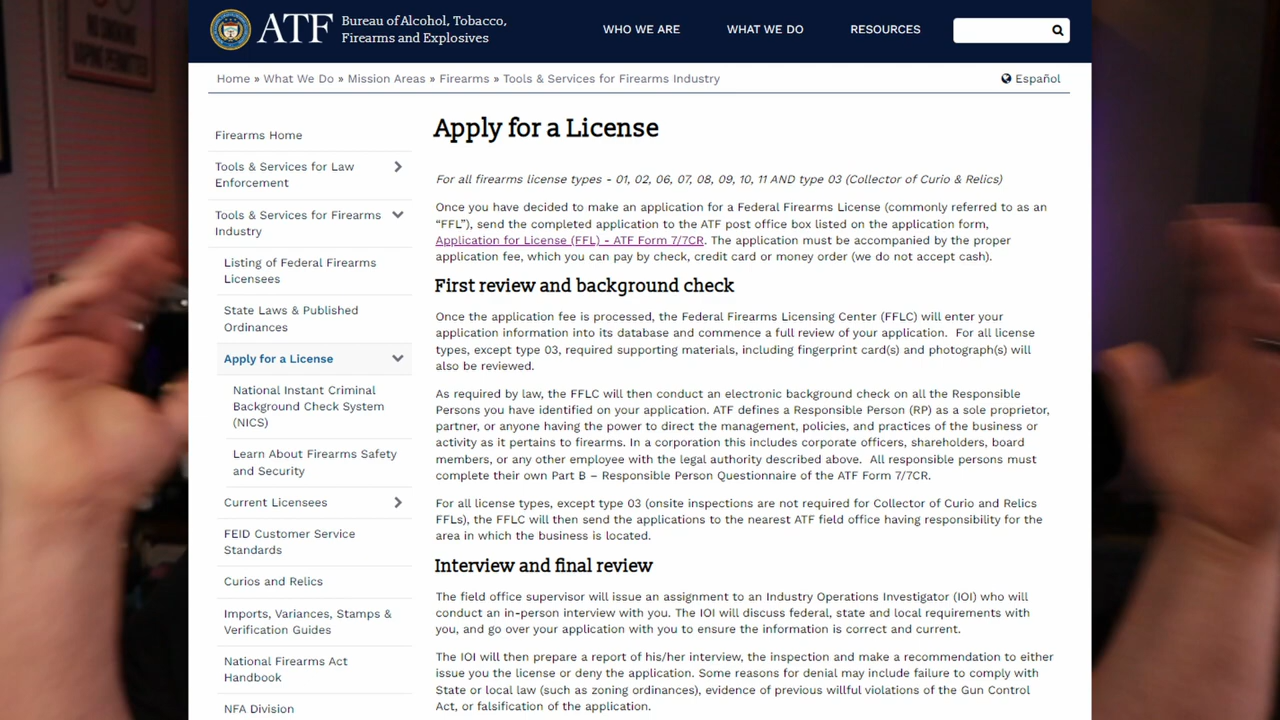 NO SMOKING
VAPING PERMITTED
ATF
Bureau of Alcohol, Tobacco,
Firearms and Explosives
WHO WE ARE
WHAT WE DO
RESOURCES
Home » What We Do » Mission Areas » Firearms » Tools & Services for Firearms Industry
Español
Firearms Home
Tools & Services for Law
Enforcement
Tools & Services for Firearms
Industry
Listing of Federal Firearms
Licensees
State Laws & Published
Ordinances
Apply for a License
National Instant Criminal
Background Check System
(NICS)
Learn About Firearms Safety
and Security
Current Licensees
FEID Customer Service
Standards
Curios and Relics
Imports, Variances, Stamps &
Verification Guides
National Firearms Act
Handbook
NFA Division
Apply for a License
For all firearms license types - 01, 02, 06, 07, 08, 09, 10, 11 AND type 03 (Collector of Curio & Relics)
Once you have decided to make an application for a Federal Firearms License (commonly referred to as an
“FFL”), send the completed application to the ATF post office box listed on the application form,
Application for License (FFL) - ATF Form 7/7CR. The application must be accompanied by the proper
application fee, which you can pay by check, credit card or money order (we do not accept cash).
First review and background check
Once the application fee is processed, the Federal Firearms Licensing Center (FFLC) will enter your
application information into its database and commence a full review of your application. For all license
types, except type 03, required supporting materials, including fingerprint card(s) and photograph(s) will
also be reviewed.
As required by law, the FFLC will then conduct an electronic background check on all the Responsible
Persons you have identified on your application. ATF defines a Responsible Person (RP) as a sole proprietor,
partner, or anyone having the power to direct the management, policies, and practices of the business or
activity as it pertains to firearms. In a corporation this includes corporate officers, shareholders, board
members, or any other employee with the legal authority described above. All responsible persons must
complete their own Part B – Responsible Person Questionnaire of the ATF Form 7/7CR.
For all license types, except type 03 (onsite inspections are not required for Collector of Curio and Relics
FFLs), the FFLC will then send the applications to the nearest ATF field office having responsibility for the
area in which the business is located.
Interview and final review
The field office supervisor will issue an assignment to an Industry Operations Investigator (IOI) who will
conduct an in-person interview with you. The IOI will discuss federal, state and local requirements with
you, and go over your application with you to ensure the information is correct and current.
The IOI will then prepare a report of his/her interview, the inspection and make a recommendation to either
issue you the license or deny the application. Some reasons for denial may include failure to comply with
State or local law (such as zoning ordinances), evidence of previous willful violations of the Gun Control
Act, or falsification of the application.